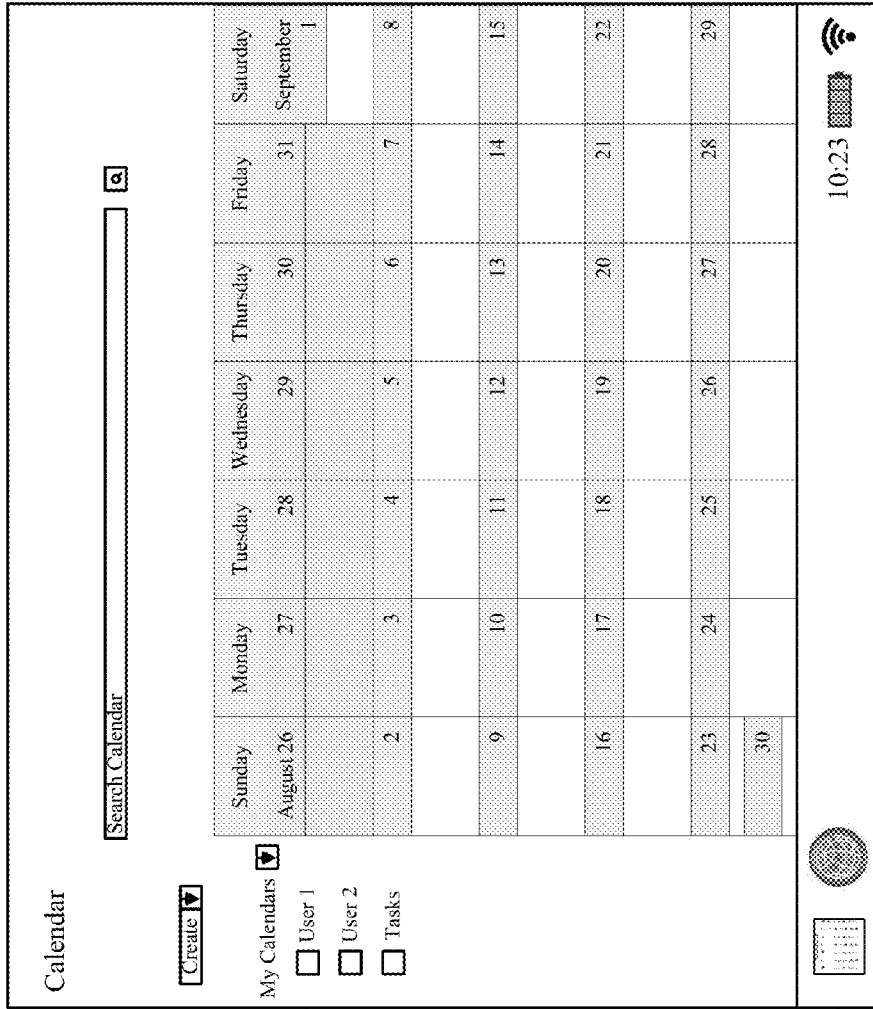 Calendar
Search Calendar
Create
My Calendars
User 1
User 2
Tasks
Sunday Monday Tuesday Wednesday Thursday Friday Saturday
August 26 27 28 29 30 31 September 1
2 3 4 5 6 7 8
9 10 11 12 13 14 15
16 17 18 19 20 21 22
23 24 25 26 27 28 29
30
10:23